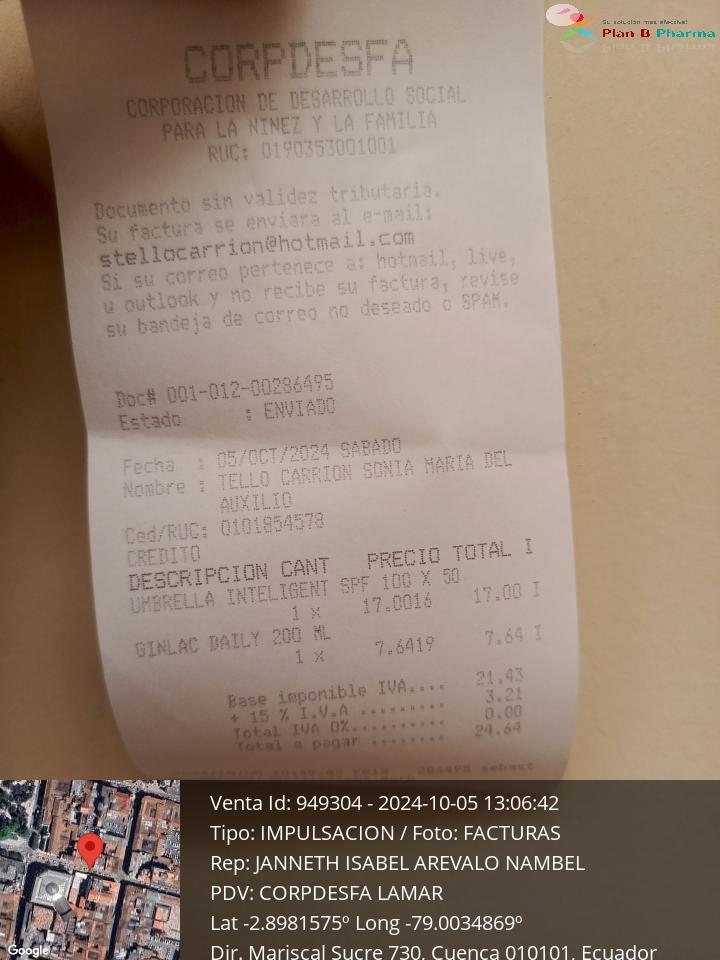 Su solución más efectiva!
Plan B Pharma
CORPDESFA
CORPORACION DE DESARROLLO SOCIAL
PARA LA NINEZ Y LA FAMILIA
RUC: 0190353001001
Documento sin validez tributaria.
Su factura se enviara al e-mail:
stellocarrion@hotmail.com
Si su correo pertenece a: hotmail, live,
u outlook y no recibe su factura, revise
su bandeja de correo no deseado o SPAM.
Doc# 001-012-00286495
Estado : ENVIADO
Fecha : 05/OCT/2024 SABADO
Nombre : TELLO CARRION SONIA MARIA DEL
AUXILIO
Ced/RUC: 0101854578
CREDITO
DESCRIPCION CANT PRECIO TOTAL I
UMBRELLA INTELIGENT SPF 100 X 50
1 x 17.0016 17.00 I
GINLAC DAILY 200 ML
1 x 7.6419 7.64 I
Base imponible IVA.... 21.43
+ 15 % I.V.A ......... 3.21
Total IVA 0%.......... 0.00
Total a pagar ........ 24.64
Venta Id: 949304 - 2024-10-05 13:06:42
Tipo: IMPULSACION / Foto: FACTURAS
Rep: JANNETH ISABEL AREVALO NAMBEL
PDV: CORPDESFA LAMAR
Lat -2.8981575º Long -79.0034869º
Dir. Mariscal Sucre 730, Cuenca 010101, Ecuador
Google